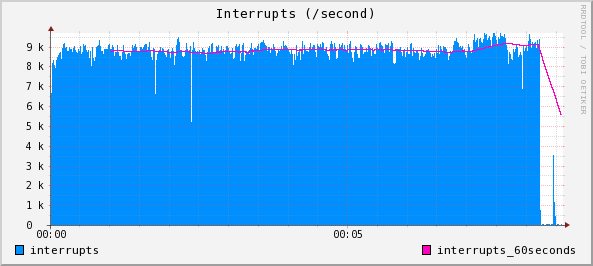 Interrupts (/second)
9 k
8 k
7 k
6 k
5 k
4 k
3 k
2 k
1 k
0
00:00 00:05
interrupts interrupts_60seconds
RRDTOOL / TOBI OETIKER